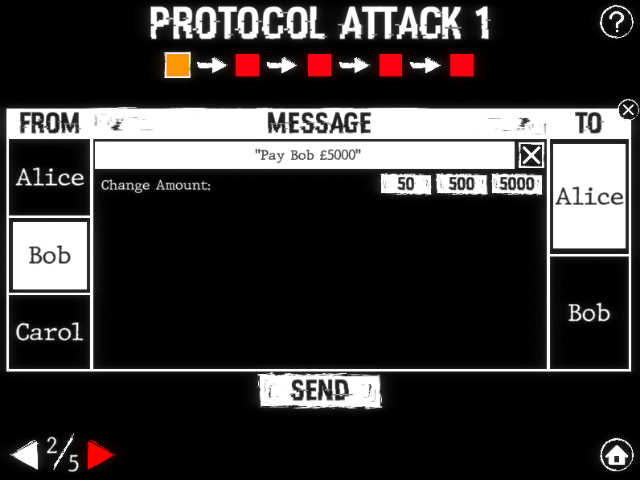 PROTOCOL ATTACK 1
?
FROM MESSAGE TO
"Pay Bob £5000"
Change Amount: 50 500 5000
Alice
Bob
Carol
Alice
Bob
SEND
2/5